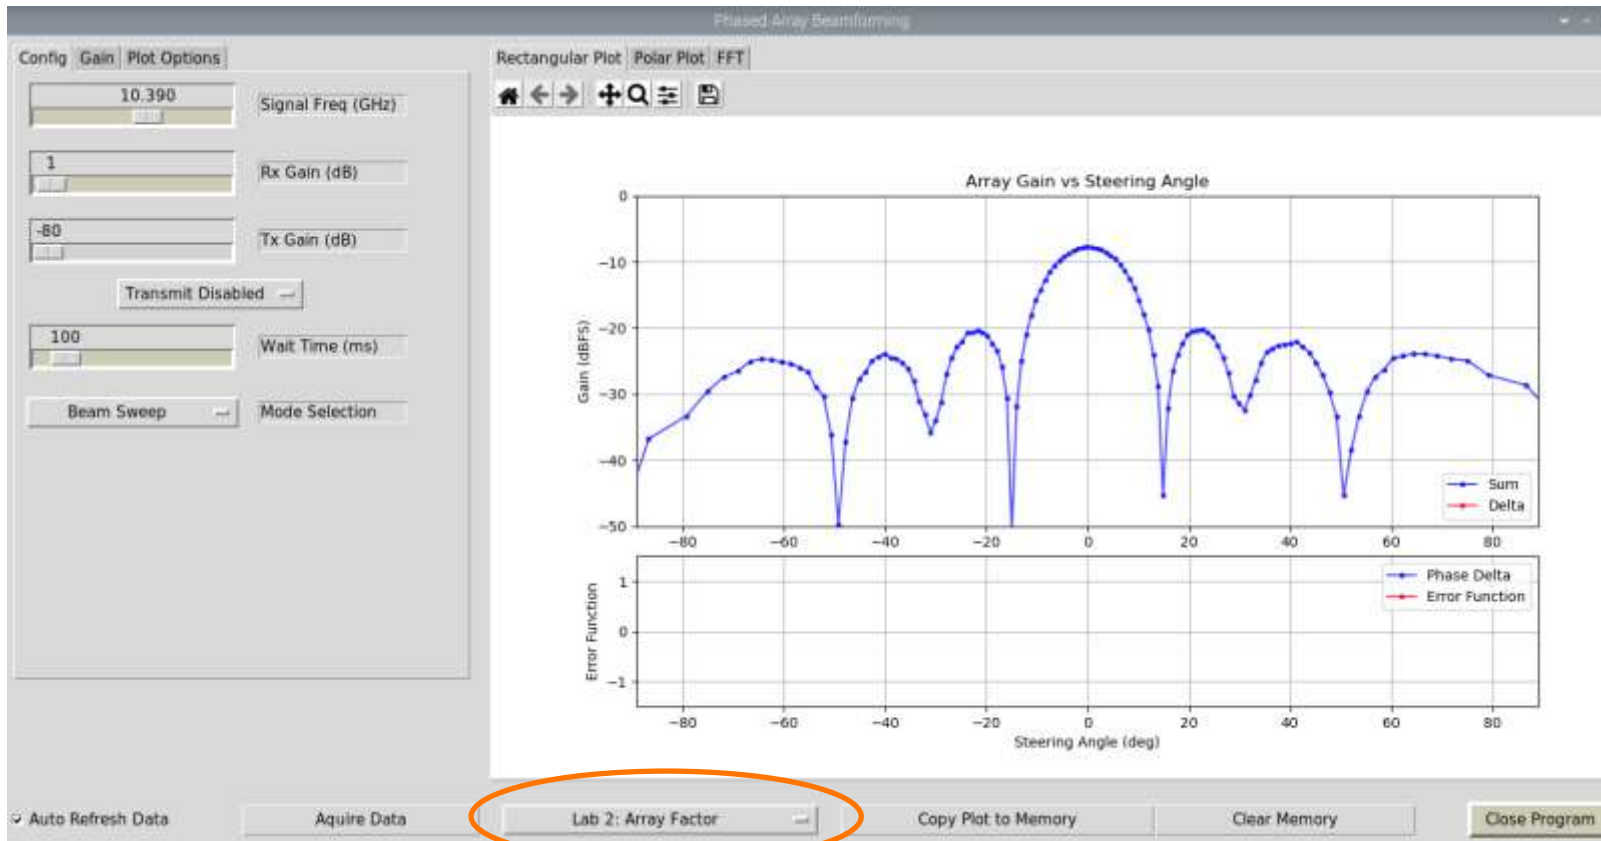 Phased Array Beamforming
Config Gain Plot Options
10.390
Signal Freq (GHz)
1
Rx Gain (dB)
-80
Tx Gain (dB)
Transmit Disabled
100
Wait Time (ms)
Beam Sweep
Mode Selection
Rectangular Plot Polar Plot FFT
Array Gain vs Steering Angle
Gain (dBFS)
0
−10
−20
−30
−40
−50
−80 −60 −40 −20 0 20 40 60 80
Sum
Delta
Error Function
1
0
−1
Phase Delta
Error Function
−80 −60 −40 −20 0 20 40 60 80
Steering Angle (deg)
Auto Refresh Data
Aquire Data
Lab 2: Array Factor
Copy Plot to Memory
Clear Memory
Close Program